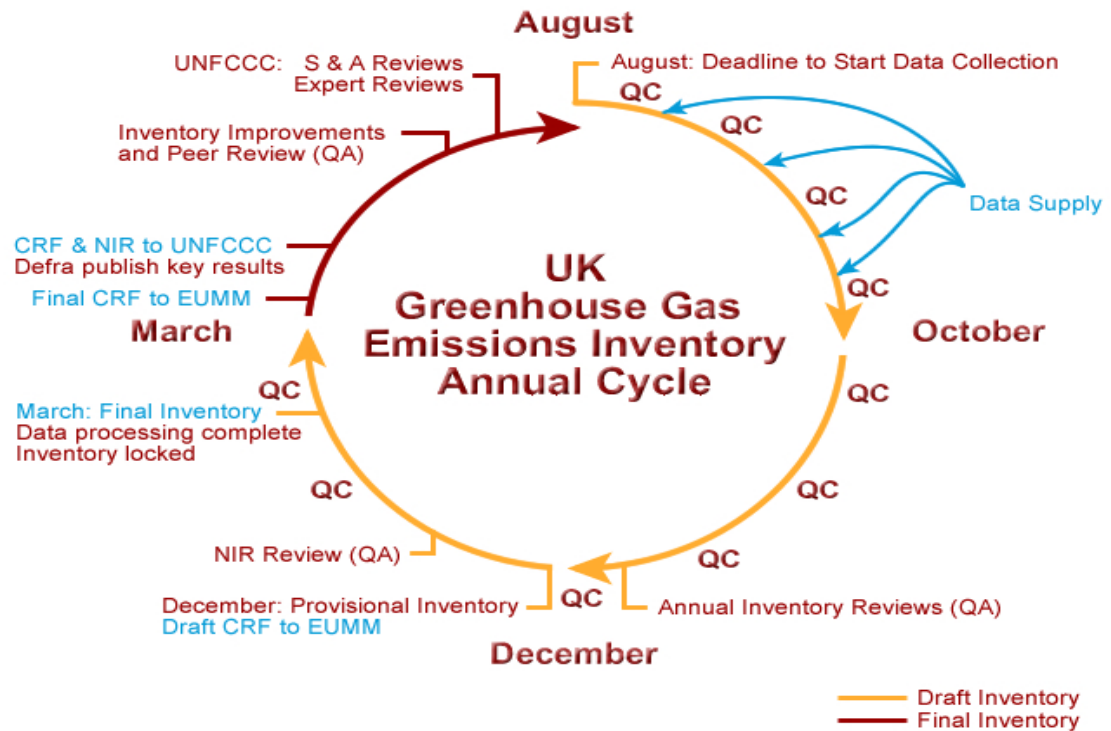 August
UNFCCC: S & A Reviews
Expert Reviews
August: Deadline to Start Data Collection
QC
QC
Inventory Improvements
and Peer Review (QA)
QC
Data Supply
CRF & NIR to UNFCCC
Defra publish key results
Final CRF to EUMM
QC
March
October
UK
Greenhouse Gas
Emissions Inventory
Annual Cycle
QC
QC
March: Final Inventory
Data processing complete
Inventory locked
QC
QC
NIR Review (QA)
QC
December: Provisional Inventory
Draft CRF to EUMM
QC
Annual Inventory Reviews (QA)
December
Draft Inventory
Final Inventory